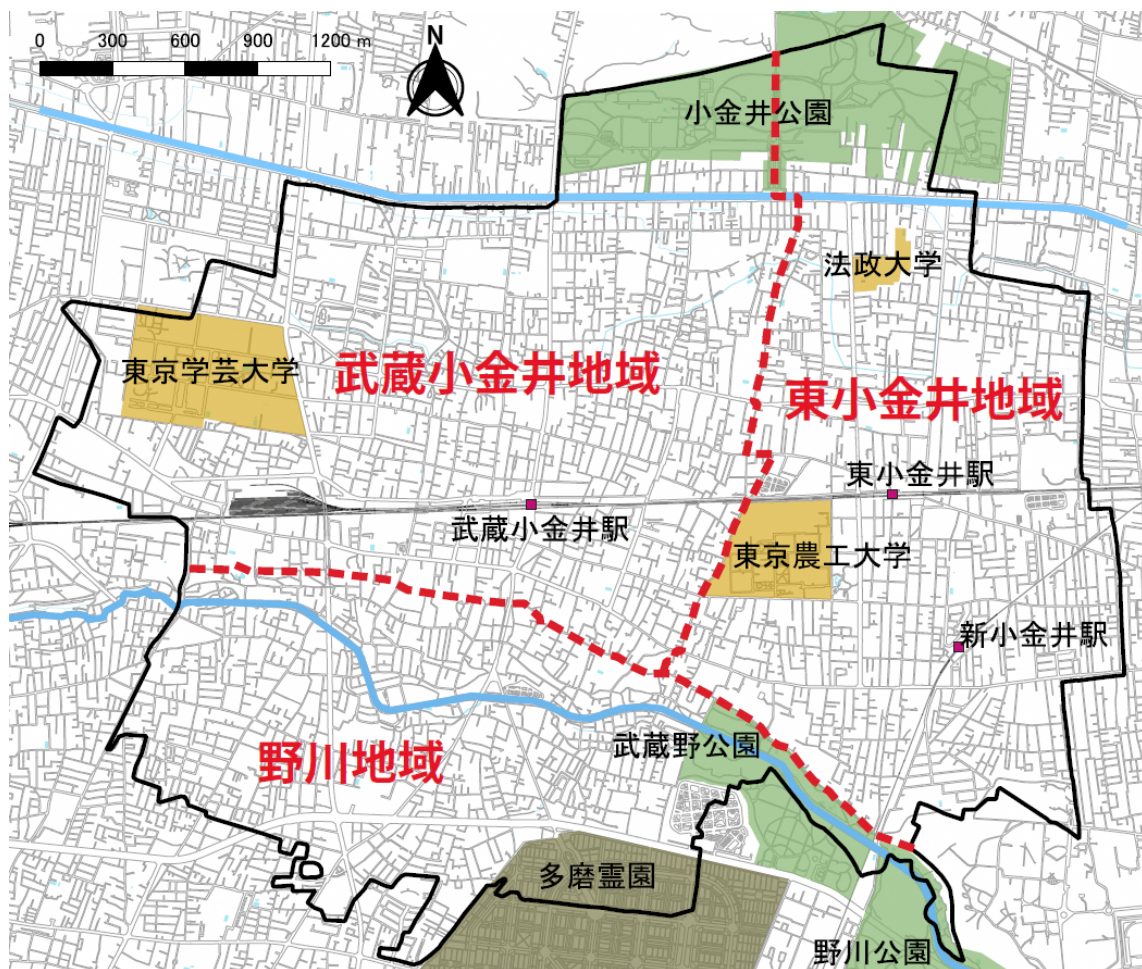 0 300 600 900 1200 m
N
小金井公園
法政大学
東京学芸大学
武蔵小金井地域
東小金井地域
東小金井駅
武蔵小金井駅
東京農工大学
新小金井駅
武蔵野公園
野川地域
多磨霊園
野川公園